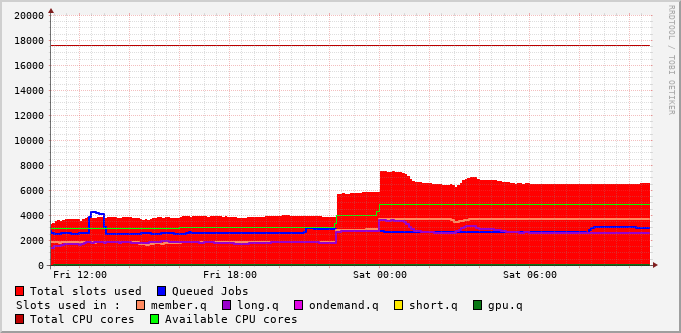 20000
18000
16000
14000
12000
10000
8000
6000
4000
2000
0
Fri 12:00 Fri 18:00 Sat 00:00 Sat 06:00
RRDTOOL / TOBI OETIKER
Total slots used Queued Jobs
Slots used in : member.q long.q ondemand.q short.q gpu.q
Total CPU cores Available CPU cores